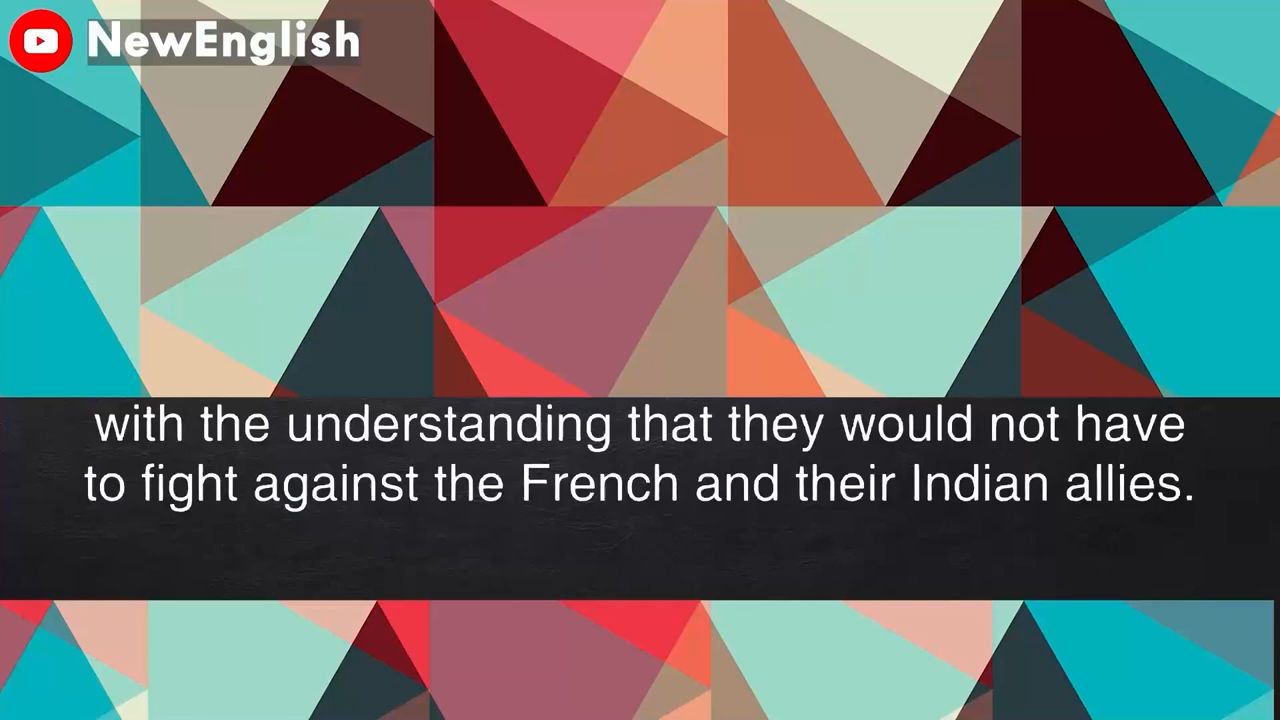 NewEnglish
with the understanding that they would not have
to fight against the French and their Indian allies.